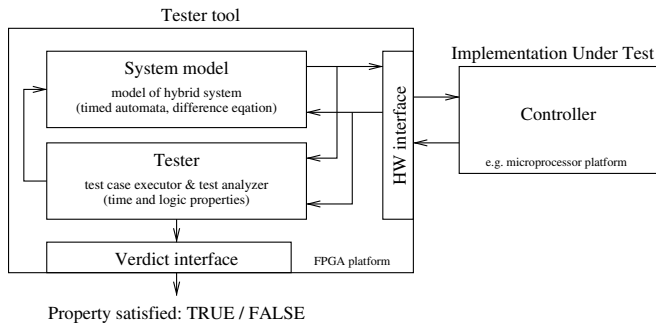 Tester tool
System model
model of hybrid system
(timed automata, difference eqation)
Tester
test case executor & test analyzer
(time and logic properties)
Verdict interface
FPGA platform
HW interface
Implementation Under Test
Controller
e.g. microprocessor platform
Property satisfied: TRUE / FALSE